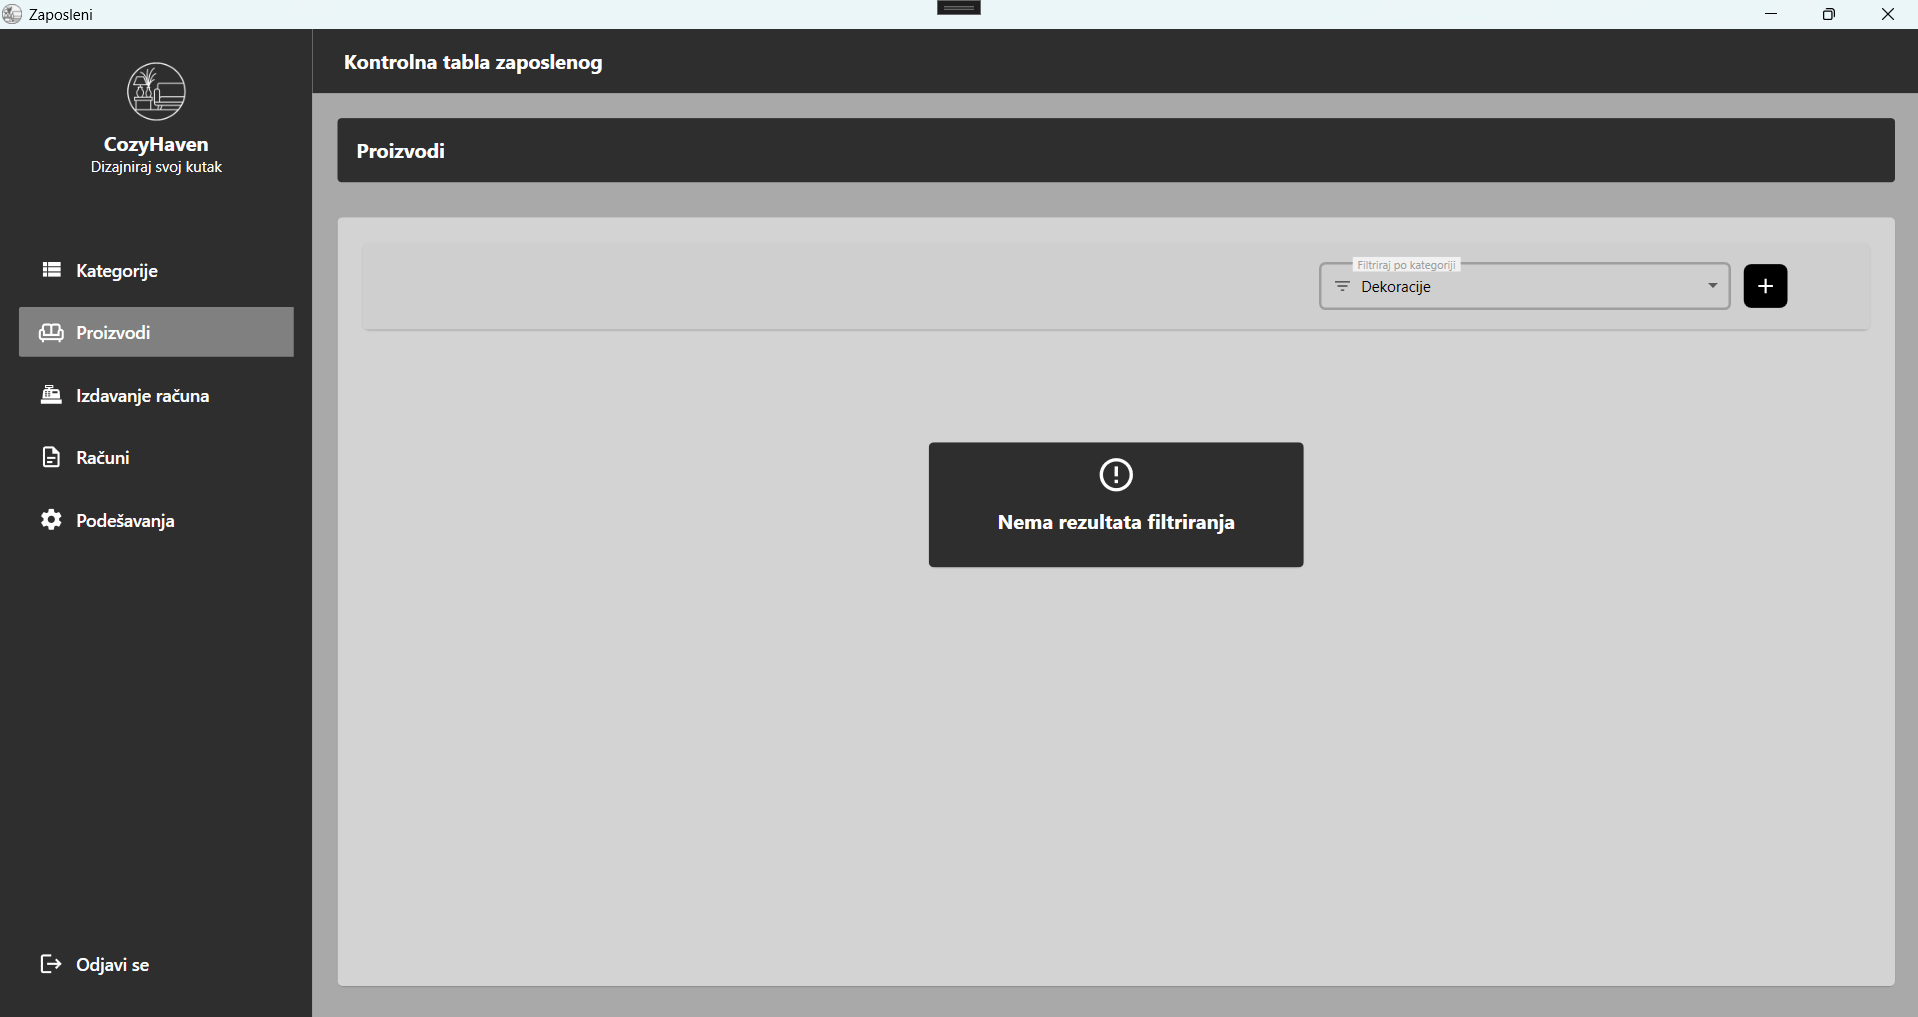 Zaposleni
CozyHaven
Dizajniraj svoj kutak
Kategorije
Proizvodi
Izdavanje računa
Računi
Podešavanja
Odjavi se
Kontrolna tabla zaposlenog
Proizvodi
Filtriraj po kategoriji
Dekoracije
Nema rezultata filtriranja